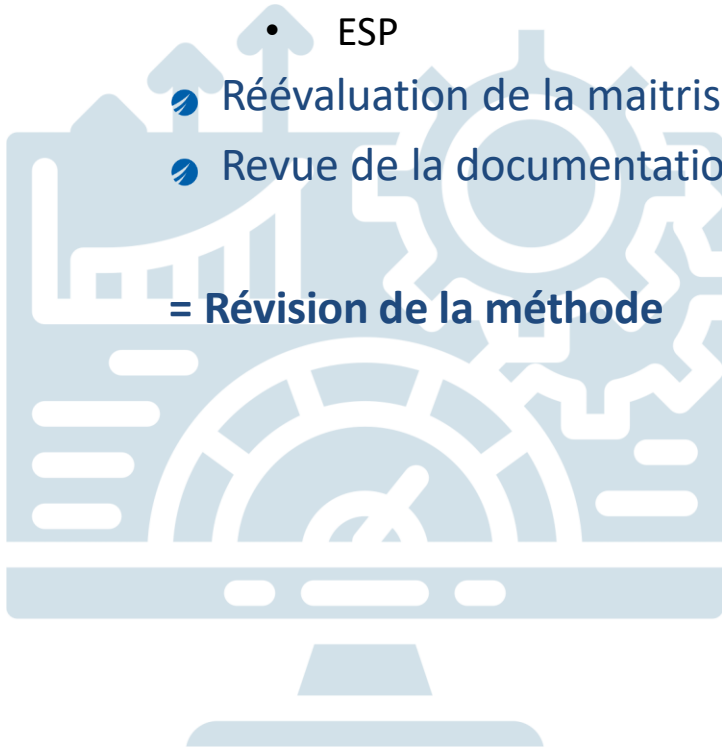 • ESP
Réévaluation de la maitris
Revue de la documentatio
= Révision de la méthode